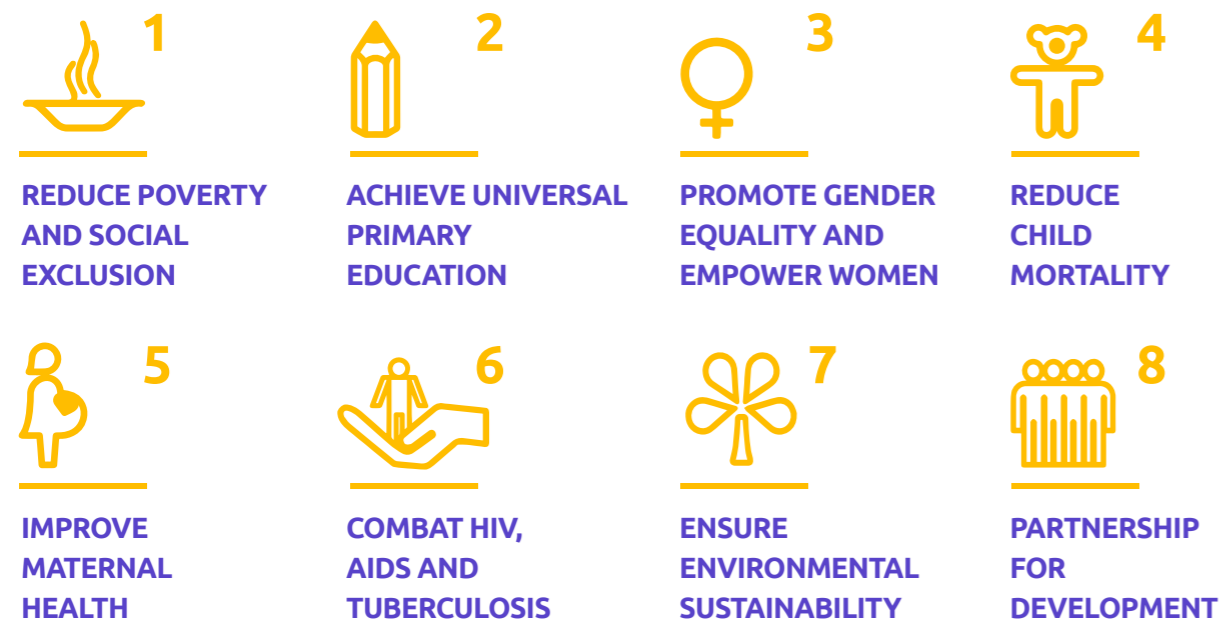 1
REDUCE POVERTY
AND SOCIAL
EXCLUSION
2
ACHIEVE UNIVERSAL
PRIMARY
EDUCATION
3
PROMOTE GENDER
EQUALITY AND
EMPOWER WOMEN
4
REDUCE
CHILD
MORTALITY
5
IMPROVE
MATERNAL
HEALTH
6
COMBAT HIV,
AIDS AND
TUBERCULOSIS
7
ENSURE
ENVIRONMENTAL
SUSTAINABILITY
8
PARTNERSHIP
FOR
DEVELOPMENT